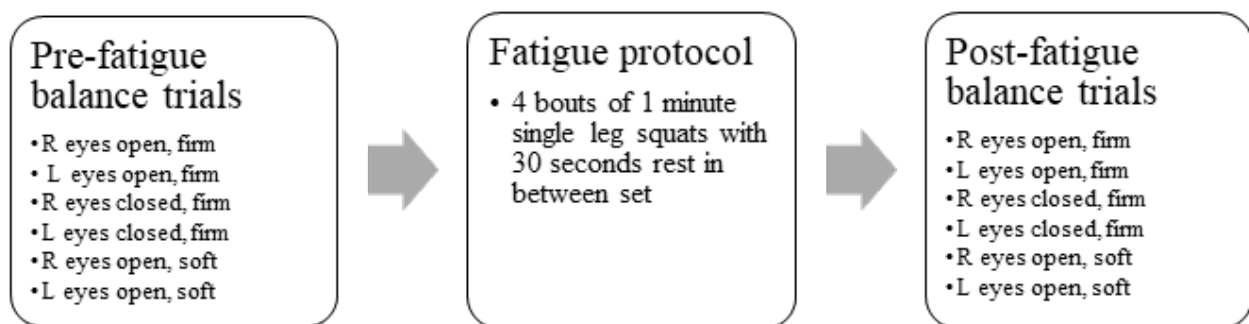 Pre-fatigue
balance trials
•R eyes open, firm
• L eyes open, firm
•R eyes closed, firm
•L eyes closed, firm
•R eyes open, soft
•L eyes open, soft
Fatigue protocol
• 4 bouts of 1 minute
single leg squats with
30 seconds rest in
between set
Post-fatigue
balance trials
•R eyes open, firm
•L eyes open, firm
•R eyes closed, firm
•L eyes closed, firm
•R eyes open, soft
•L eyes open, soft